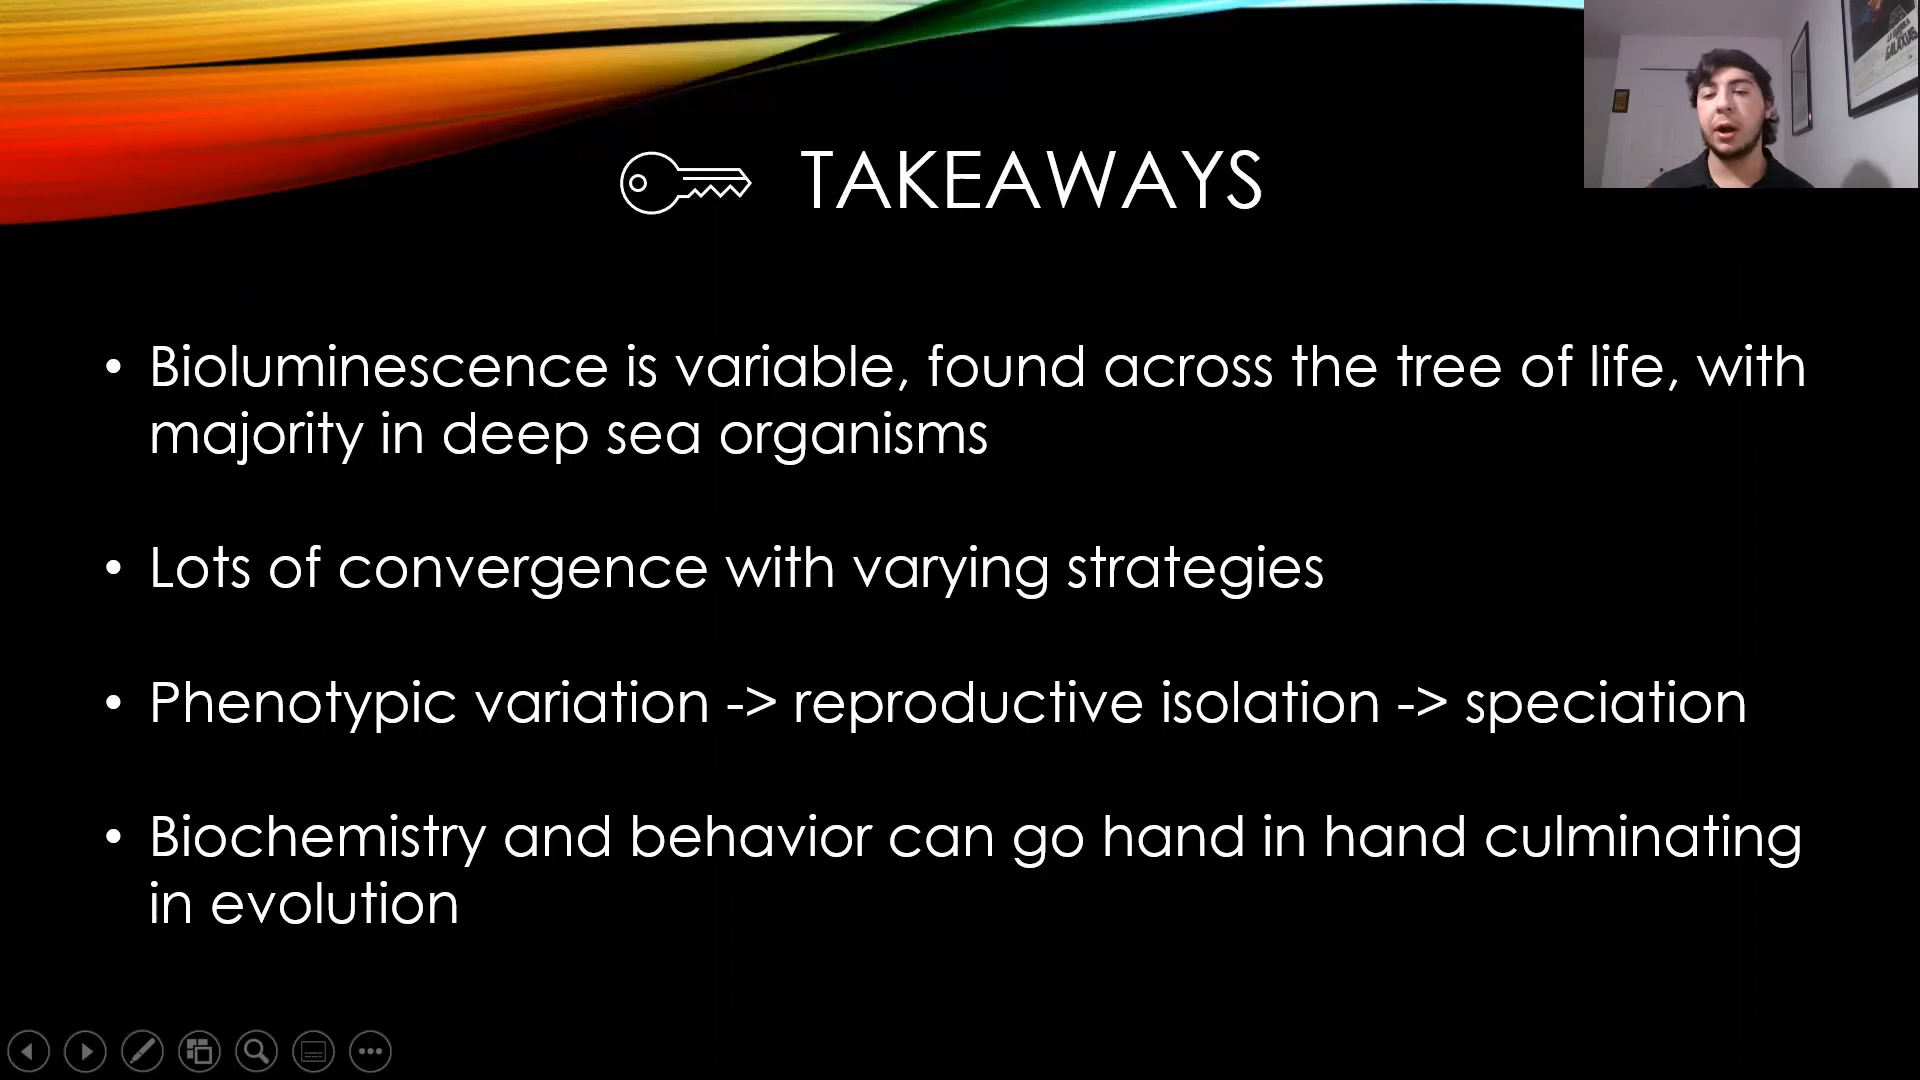 TAKEAWAYS
• Bioluminescence is variable, found across the tree of life, with
majority in deep sea organisms
• Lots of convergence with varying strategies
• Phenotypic variation -> reproductive isolation -> speciation
• Biochemistry and behavior can go hand in hand culminating
in evolution